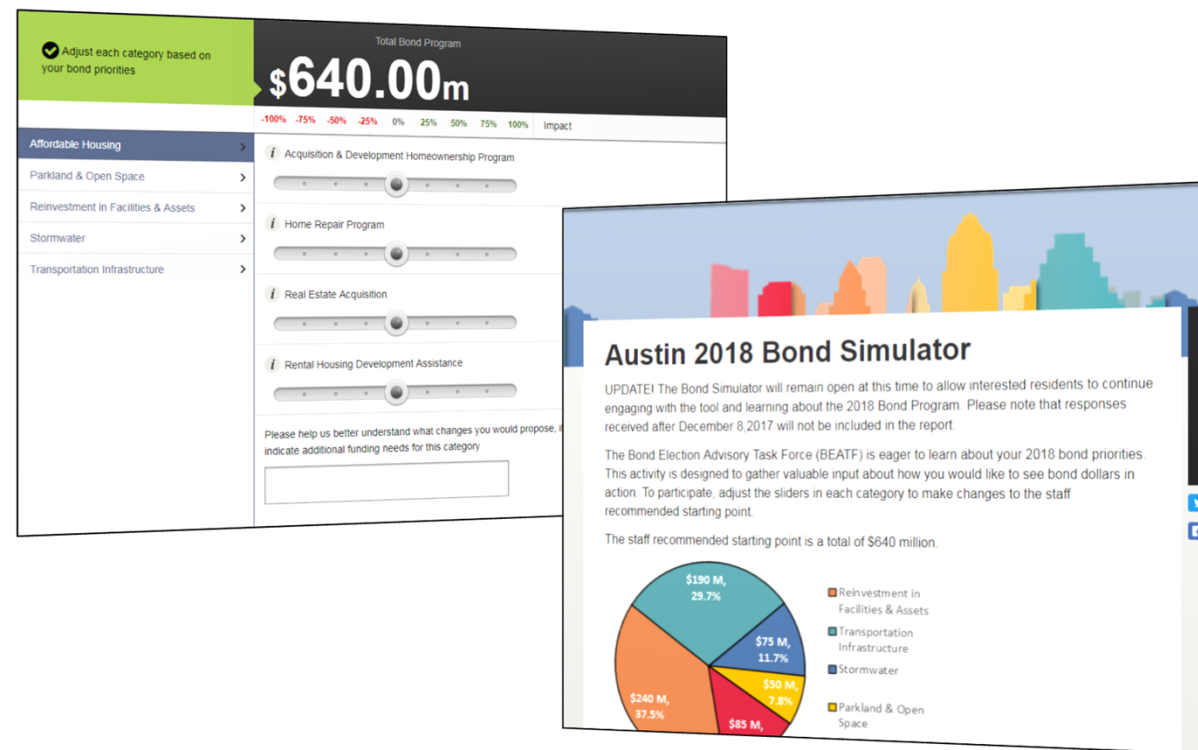 Adjust each category based on
your bond priorities
Total Bond Program
$640.00m
-100% -75% -50% -25% 0% 25% 50% 75% 100% Impact
Affordable Housing
Parkland & Open Space
Reinvestment in Facilities & Assets
Stormwater
Transportation Infrastructure
i Acquisition & Development Homeownership Program
i Home Repair Program
i Real Estate Acquisition
i Rental Housing Development Assistance
Please help us better understand what changes you would propose,
indicate additional funding needs for this category
Austin 2018 Bond Simulator
UPDATE! The Bond Simulator will remain open at this time to allow interested residents to continue
engaging with the tool and learning about the 2018 Bond Program. Please note that responses
received after December 8,2017 will not be included in the report.
The Bond Election Advisory Task Force (BEATF) is eager to learn about your 2018 bond priorities.
This activity is designed to gather valuable input about how you would like to see bond dollars in
action. To participate, adjust the sliders in each category to make changes to the staff
recommended starting point.
The staff recommended starting point is a total of $640 million.
$190 M,
29.7%
$75 M,
11.7%
$50 M,
7.8%
$240 M,
37.5%
$85 M,
Reinvestment in
Facilities & Assets
Transportation
Infrastructure
Stormwater
Parkland & Open
Space